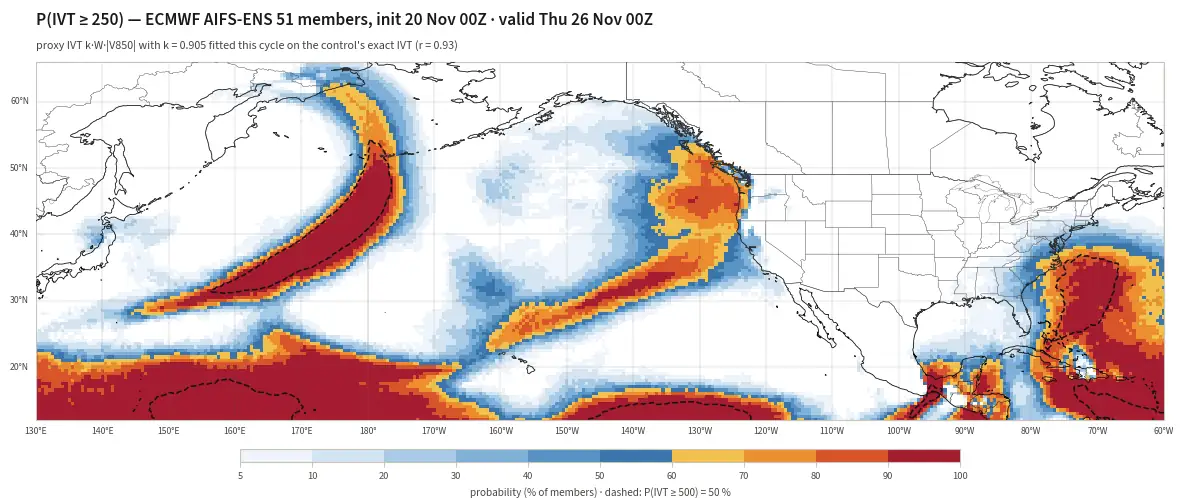 P(IVT ≥ 250) — ECMWF AIFS-ENS 51 members, init 20 Nov 00Z · valid Thu 26 Nov 00Z
proxy IVT k·W·|V850| with k = 0.905 fitted this cycle on the control's exact IVT (r = 0.93)
60°N
50°N
40°N
30°N
20°N
130°E 140°E 150°E 160°E 170°E 180° 170°W 160°W 150°W 140°W 130°W 120°W 110°W 100°W 90°W 80°W 70°W 60°W
5 10 20 30 40 50 60 70 80 90 100
probability (% of members) · dashed: P(IVT ≥ 500) = 50 %